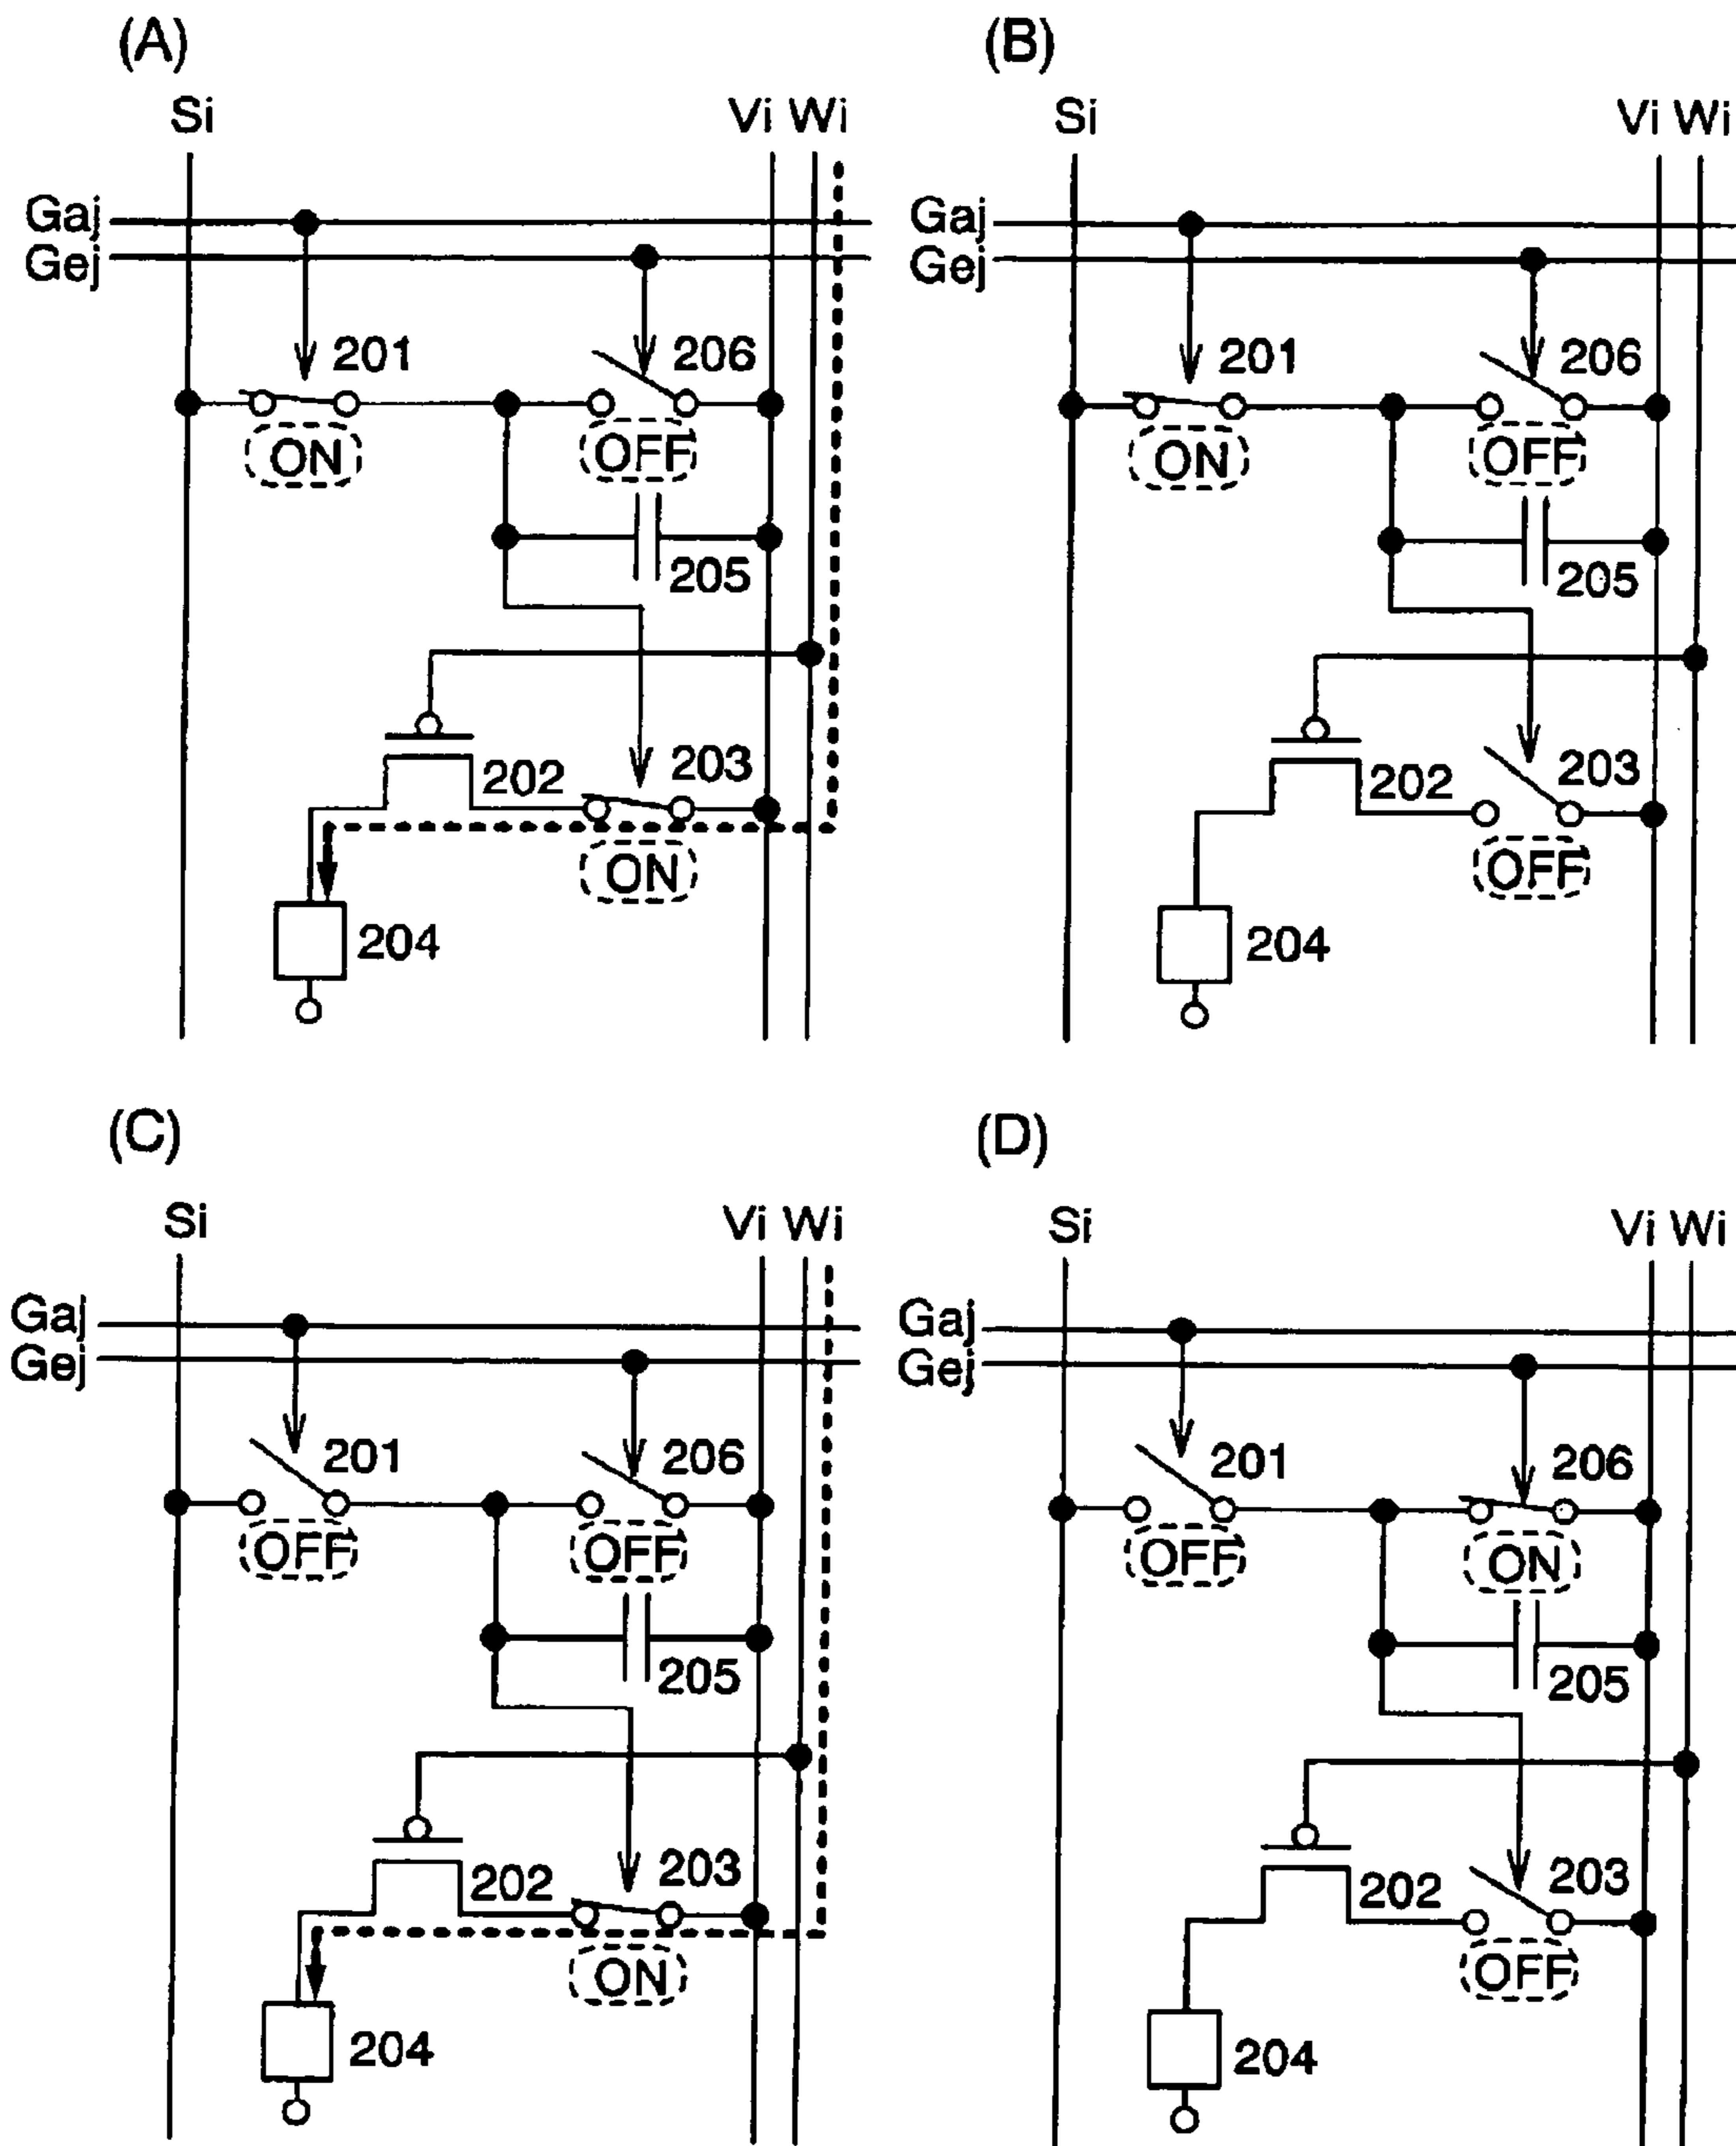 (A) (B)
Si Vi Wi Si Vi Wi
Gaj Gaj
Gej Gej
201 206 201 206
ON OFF ON OFF
205 205
202 203 202 203
ON OFF
204 204
(C) (D)
Si Vi Wi Si Vi Wi
Gaj Gaj
Gej Gej
201 206 201 206
OFF OFF OFF ON
205 205
202 203 202 203
ON OFF
204 204